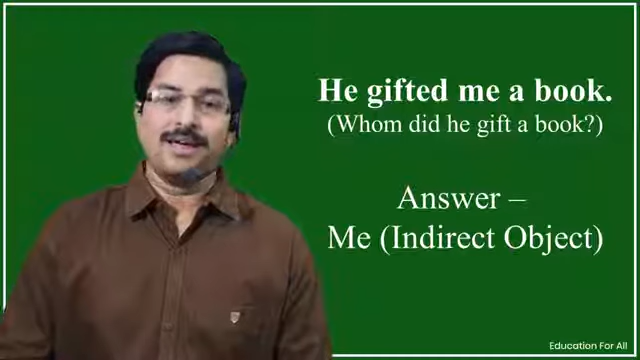 He gifted me a book.
(Whom did he gift a book?)
Answer –
Me (Indirect Object)
Education For All